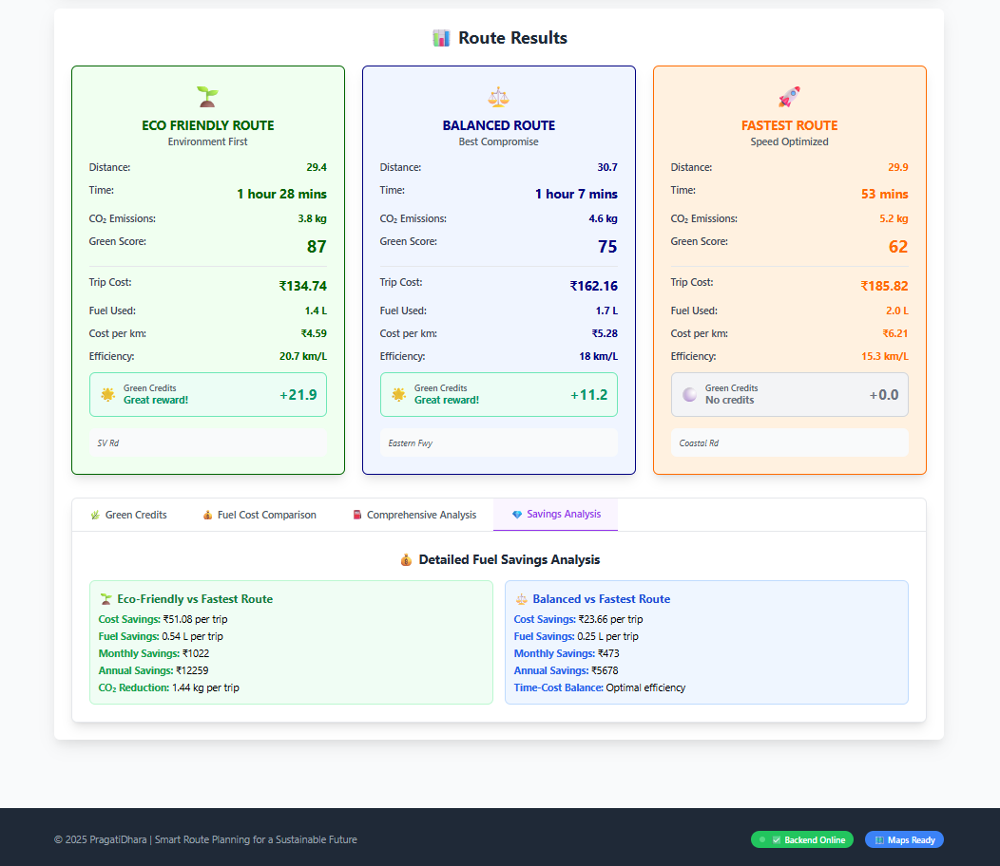 Route Results
ECO FRIENDLY ROUTE
Environment First
Distance: 29.4
Time: 1 hour 28 mins
CO₂ Emissions: 3.8 kg
Green Score: 87
Trip Cost: ₹134.74
Fuel Used: 1.4 L
Cost per km: ₹4.59
Efficiency: 20.7 km/L
Green Credits
Great reward! +21.9
SV Rd
BALANCED ROUTE
Best Compromise
Distance: 30.7
Time: 1 hour 7 mins
CO₂ Emissions: 4.6 kg
Green Score: 75
Trip Cost: ₹162.16
Fuel Used: 1.7 L
Cost per km: ₹5.28
Efficiency: 18 km/L
Green Credits
Great reward! +11.2
Eastern Fwy
FASTEST ROUTE
Speed Optimized
Distance: 29.9
Time: 53 mins
CO₂ Emissions: 5.2 kg
Green Score: 62
Trip Cost: ₹185.82
Fuel Used: 2.0 L
Cost per km: ₹6.21
Efficiency: 15.3 km/L
Green Credits
No credits +0.0
Coastal Rd
Green Credits Fuel Cost Comparison Comprehensive Analysis Savings Analysis
Detailed Fuel Savings Analysis
Eco-Friendly vs Fastest Route
Cost Savings: ₹51.08 per trip
Fuel Savings: 0.54 L per trip
Monthly Savings: ₹1022
Annual Savings: ₹12259
CO₂ Reduction: 1.44 kg per trip
Balanced vs Fastest Route
Cost Savings: ₹23.66 per trip
Fuel Savings: 0.25 L per trip
Monthly Savings: ₹473
Annual Savings: ₹5678
Time-Cost Balance: Optimal efficiency
© 2025 PragatiDhara | Smart Route Planning for a Sustainable Future
Backend Online Maps Ready